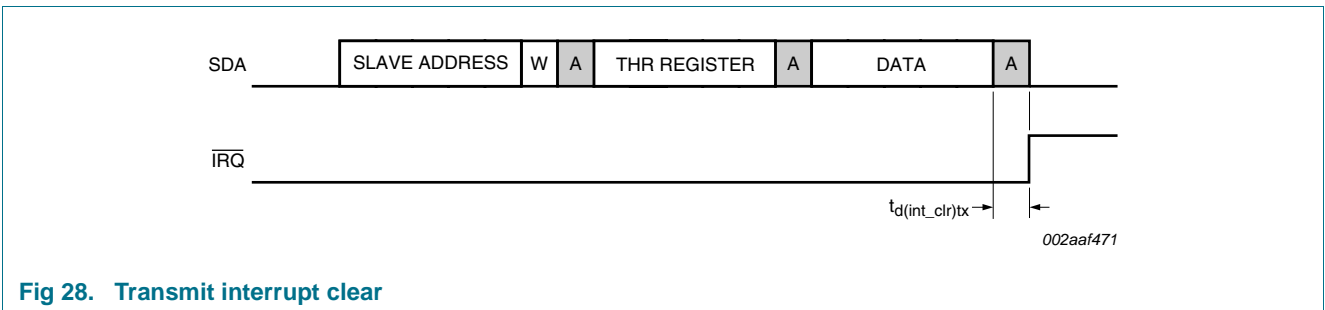 SDA SLAVE ADDRESS W A THR REGISTER A DATA A
IRQ
td(int_clr)tx
002aaf471
Fig 28. Transmit interrupt clear